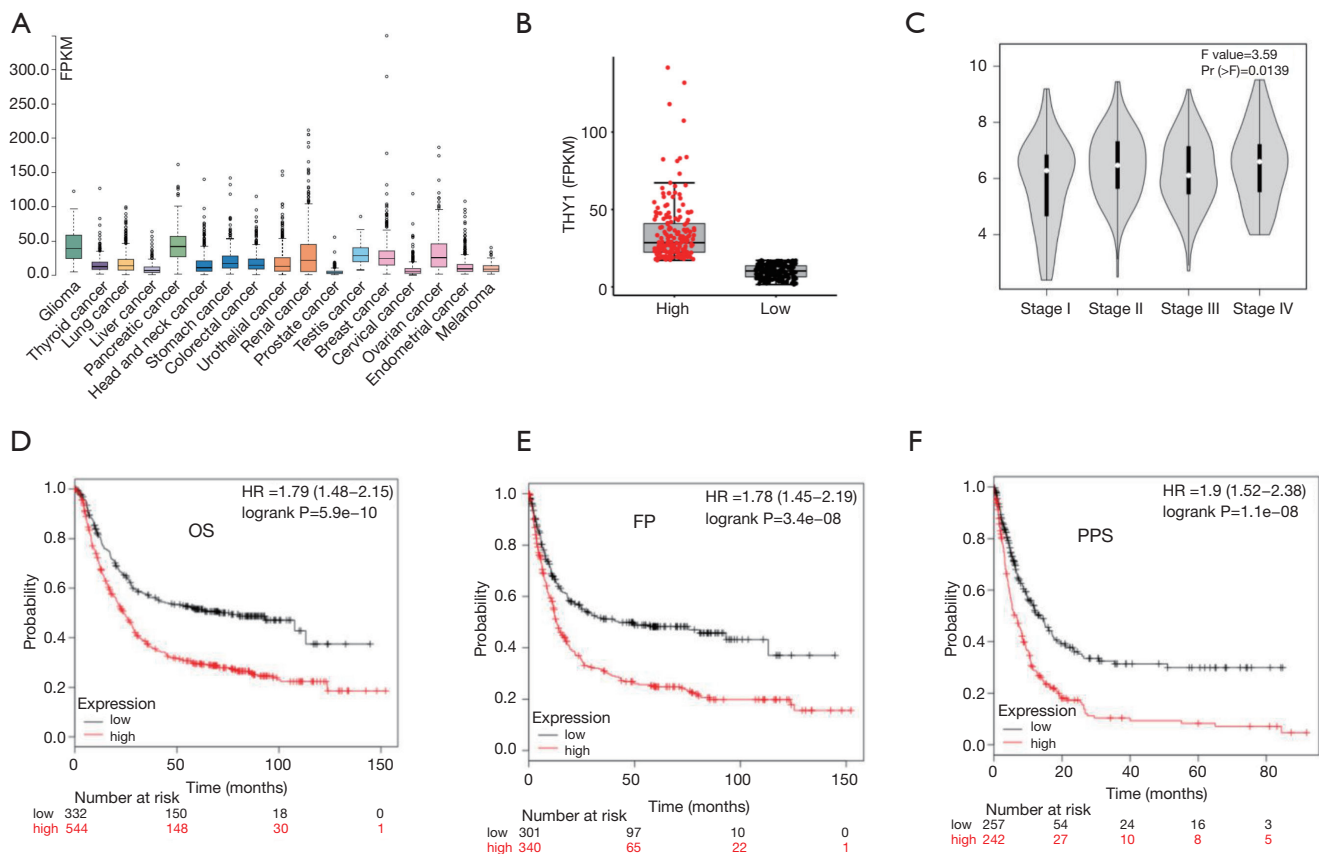 A
FPKM
300.0
250.0
200.0
150.0
100.0
50.0
0.0
Glioma
Thyroid cancer
Lung cancer
Liver cancer
Pancreatic cancer
Head and neck cancer
Stomach cancer
Colorectal cancer
Urothelial cancer
Renal cancer
Prostate cancer
Testis cancer
Breast cancer
Cervical cancer
Ovarian cancer
Endometrial cancer
Melanoma
B
THY1 (FPKM)
100
50
0
High Low
C
F value=3.59
Pr (>F)=0.0139
10
8
6
4
Stage I Stage II Stage III Stage IV
D
HR =1.79 (1.48–2.15)
logrank P=5.9e-10
OS
Probability
1.0
0.8
0.6
0.4
0.2
0.0
Expression
low
high
0 50 100 150
Time (months)
Number at risk
low 332 150 18 0
high 544 148 30 1
E
HR =1.78 (1.45–2.19)
logrank P=3.4e-08
FP
Probability
1.0
0.8
0.6
0.4
0.2
0.0
Expression
low
high
0 50 100 150
Time (months)
Number at risk
low 301 97 10 0
high 340 65 22 1
F
HR =1.9 (1.52–2.38)
logrank P=1.1e-08
PPS
Probability
1.0
0.8
0.6
0.4
0.2
0.0
Expression
low
high
0 20 40 60 80
Time (months)
Number at risk
low 257 54 24 16 3
high 242 27 10 8 5